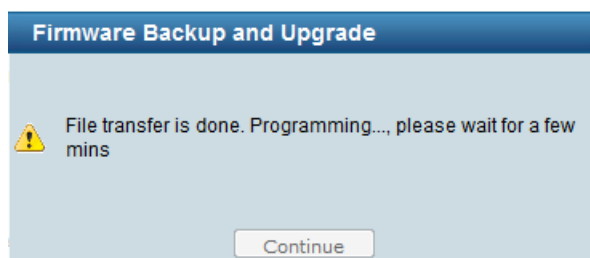 Firmware Backup and Upgrade
File transfer is done. Programming..., please wait for a few
mins
Continue